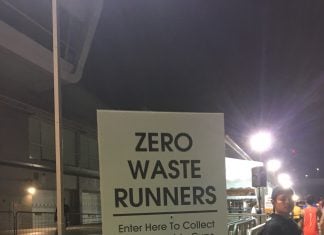 ZERO
WASTE
RUNNERS
Enter Here To Collect